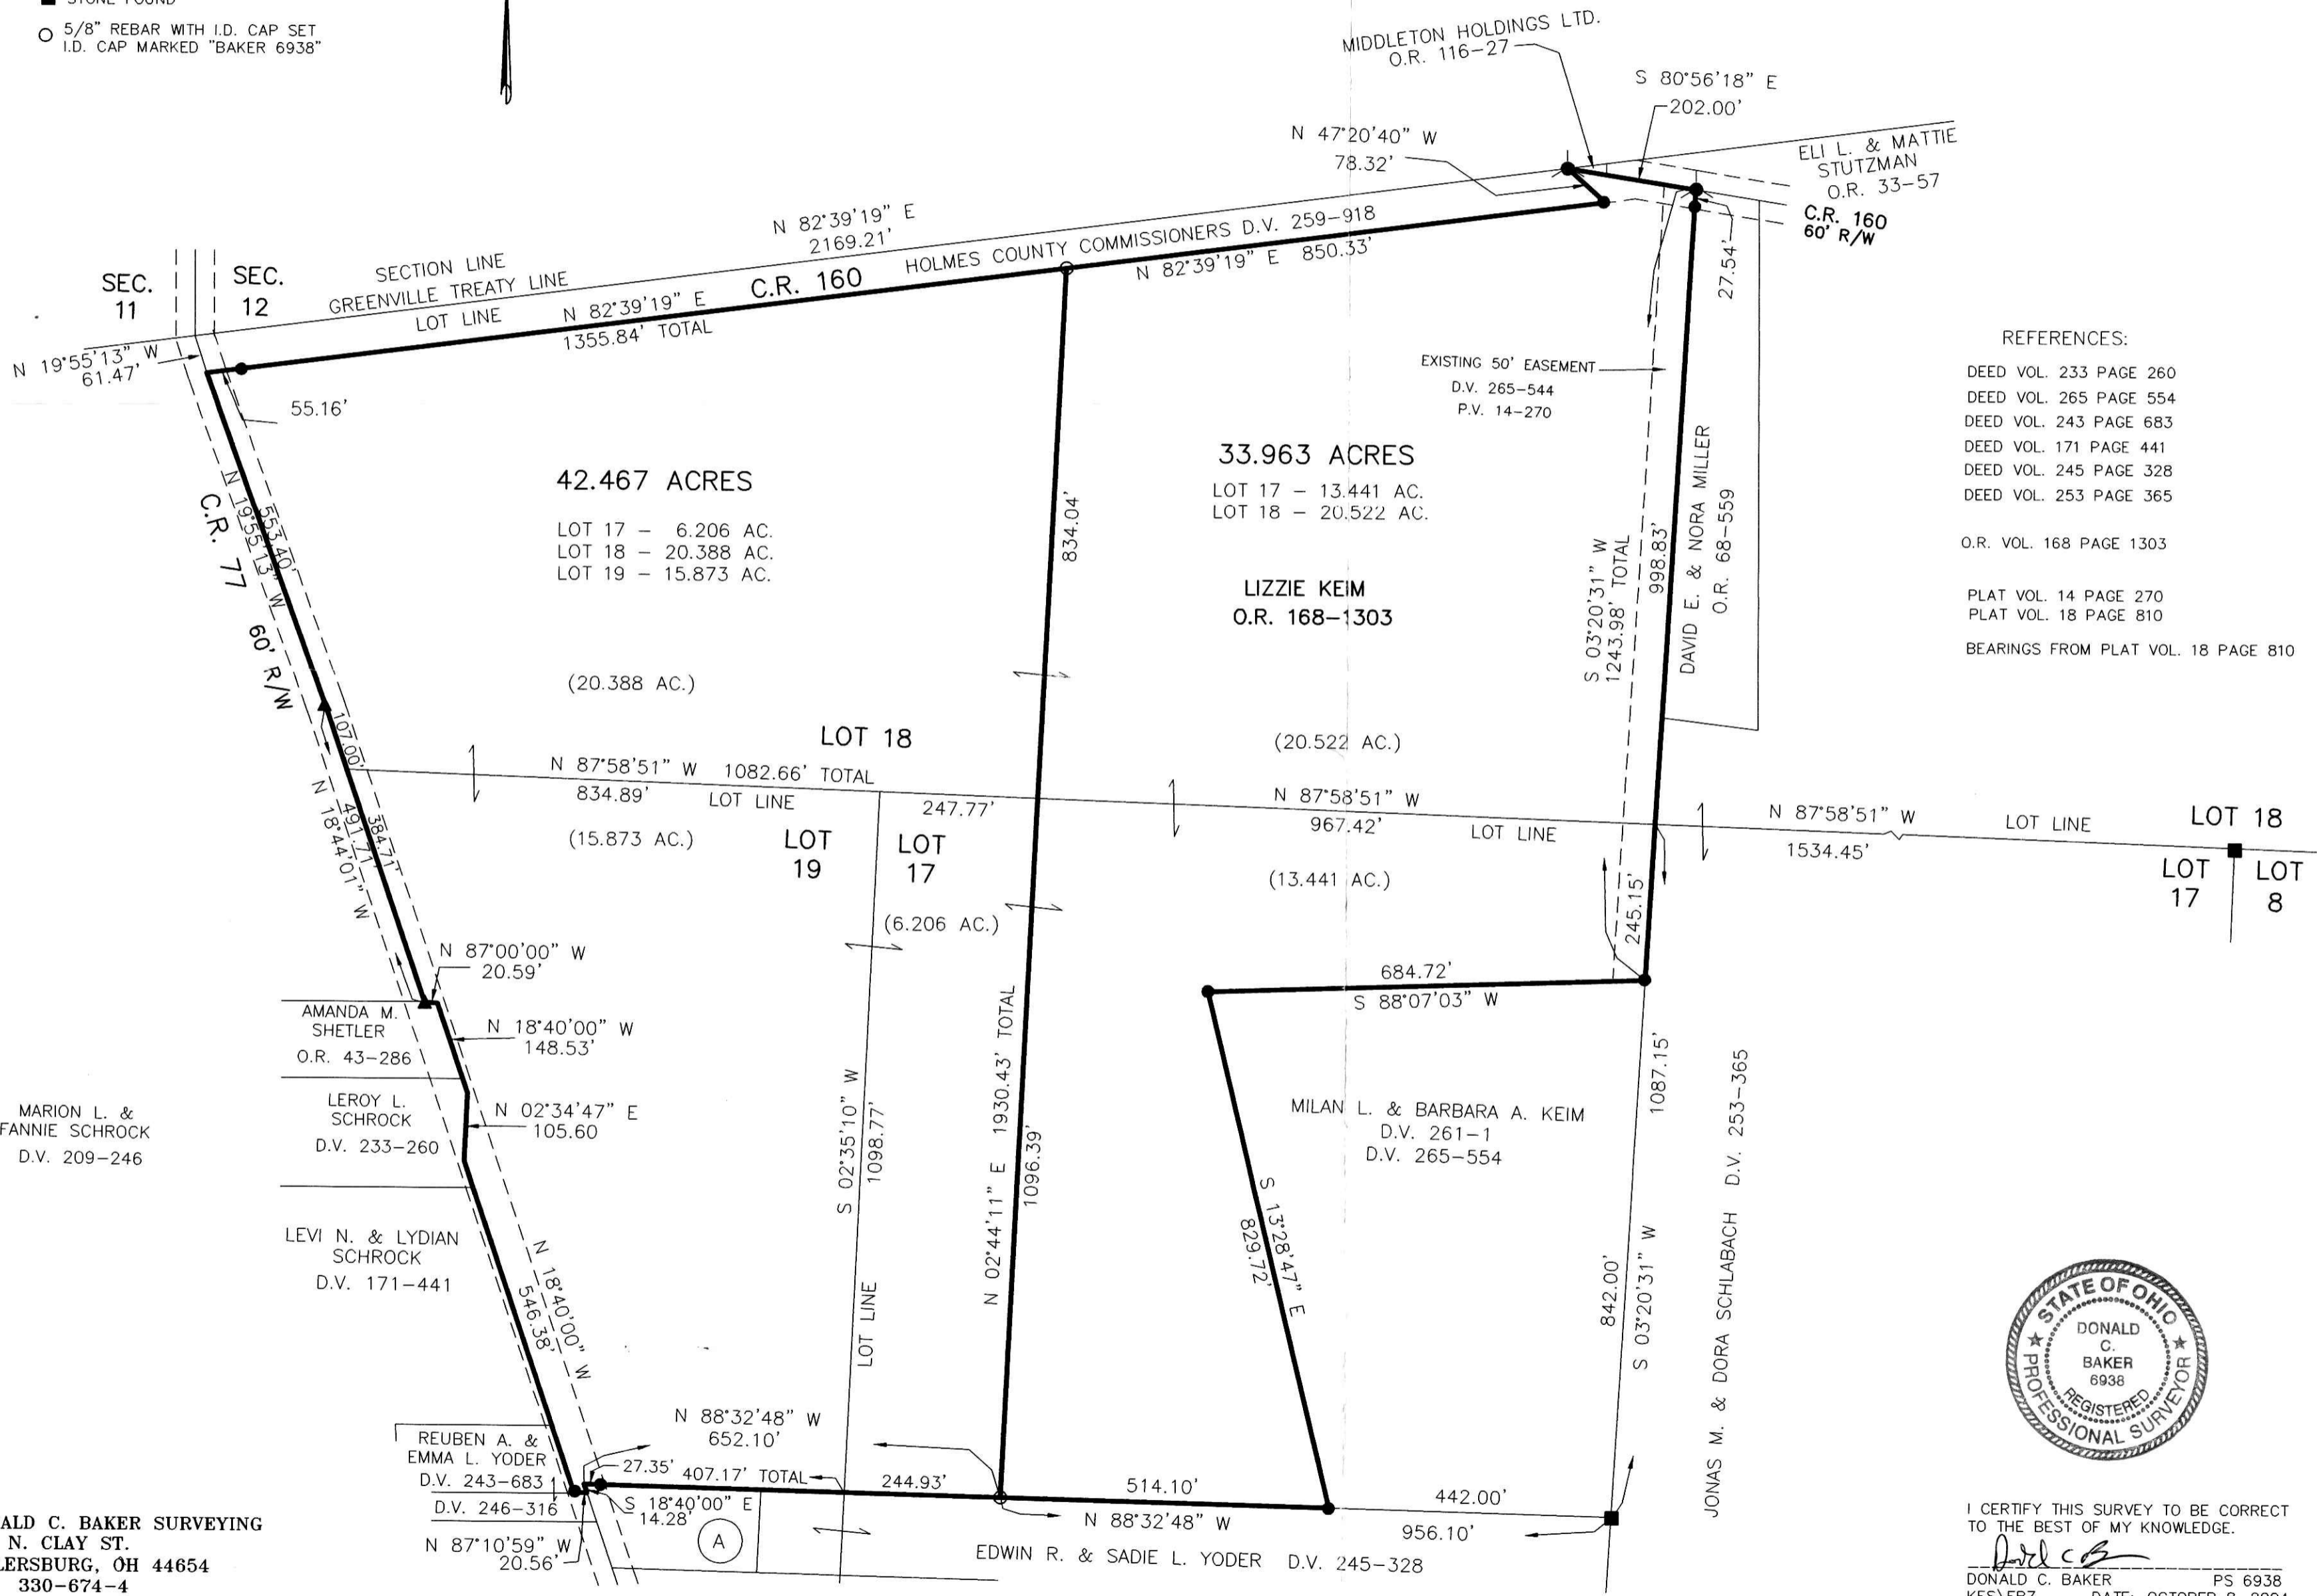 STONE FOUND
5/8" REBAR WITH I.D. CAP SET
I.D. CAP MARKED "BAKER 6938"
MIDDLETON HOLDINGS LTD.
O.R. 116-27
S 80°56'18" E
202.00'
N 47°20'40" W
78.32'
ELI L. & MATTIE
STUTZMAN
O.R. 33-57
C.R. 160
60' R/W
27.54'
N 82°39'19" E
2169.21'
HOLMES COUNTY COMMISSIONERS D.V. 259-918
N 82°39'19" E 850.33'
SEC.
11
SEC.
12
SECTION LINE
GREENVILLE TREATY LINE
LOT LINE
C.R. 160
N 82°39'19" E
1355.84' TOTAL
N 19°55'13" W
61.47'
55.16'
EXISTING 50' EASEMENT
D.V. 265-544
P.V. 14-270
REFERENCES:
DEED VOL. 233 PAGE 260
DEED VOL. 265 PAGE 554
DEED VOL. 243 PAGE 683
DEED VOL. 171 PAGE 441
DEED VOL. 245 PAGE 328
DEED VOL. 253 PAGE 365
O.R. VOL. 168 PAGE 1303
PLAT VOL. 14 PAGE 270
PLAT VOL. 18 PAGE 810
BEARINGS FROM PLAT VOL. 18 PAGE 810
42.467 ACRES
LOT 17 - 6.206 AC.
LOT 18 - 20.388 AC.
LOT 19 - 15.873 AC.
33.963 ACRES
LOT 17 - 13.441 AC.
LOT 18 - 20.522 AC.
LIZZIE KEIM
O.R. 168-1303
834.04'
S 03°20'31" W
1243.98' TOTAL
998.83'
DAVID E. & NORA MILLER
O.R. 68-559
553.40'
N 19°55'13" W
C.R. 77 60' R/W
(20.388 AC.)
(20.522 AC.)
LOT 18
107.00'
N 87°58'51" W 1082.66' TOTAL
834.89'
LOT LINE
247.77'
N 87°58'51" W
967.42'
LOT LINE
N 87°58'51" W
1534.45'
LOT LINE
LOT 18
LOT
17
LOT
8
384.71'
491.71'
N 18°44'01" W
(15.873 AC.)
LOT
19
LOT
17
(6.206 AC.)
(13.441 AC.)
245.15'
684.72'
S 88°07'03" W
N 87°00'00" W
20.59'
AMANDA M.
SHETLER
O.R. 43-286
N 18°40'00" W
148.53'
LEROY L.
SCHROCK
D.V. 233-260
N 02°34'47" E
105.60
MARION L. &
FANNIE SCHROCK
D.V. 209-246
LEVI N. & LYDIAN
SCHROCK
D.V. 171-441
N 18°40'00" W
546.38'
S 02°35'10" W
1098.77'
LOT LINE
N 02°44'11" E 1930.43' TOTAL
1096.39'
MILAN L. & BARBARA A. KEIM
D.V. 261-1
D.V. 265-554
S 13°28'47" E
829.72'
1087.15'
842.00'
S 03°20'31" W
JONAS M. & DORA SCHLABACH D.V. 253-365
REUBEN A. &
EMMA L. YODER
D.V. 243-683
D.V. 246-316
N 88°32'48" W
652.10'
27.35'
407.17' TOTAL
244.93'
S 18°40'00" E
14.28'
N 87°10'59" W
20.56'
A
514.10'
N 88°32'48" W
442.00'
956.10'
EDWIN R. & SADIE L. YODER D.V. 245-328
ALD C. BAKER SURVEYING
N. CLAY ST.
LERSBURG, OH 44654
330-674-4
STATE OF OHIO
DONALD
C.
BAKER
6938
REGISTERED
PROFESSIONAL SURVEYOR
I CERTIFY THIS SURVEY TO BE CORRECT
TO THE BEST OF MY KNOWLEDGE.
DONALD C. BAKER PS 6938